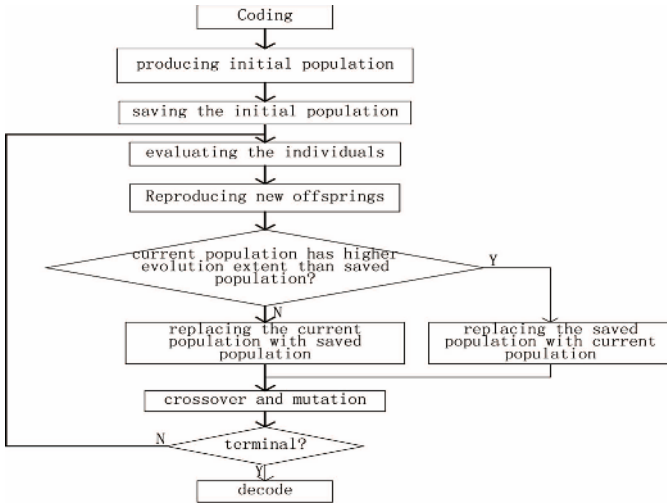 Coding
producing initial population
saving the initial population
evaluating the individuals
Reproducing new offsprings
current population has higher
evolution extent than saved
population?
Y
N
replacing the current
population with saved
population
replacing the saved
population with current
population
crossover and mutation
N
terminal?
Y
decode